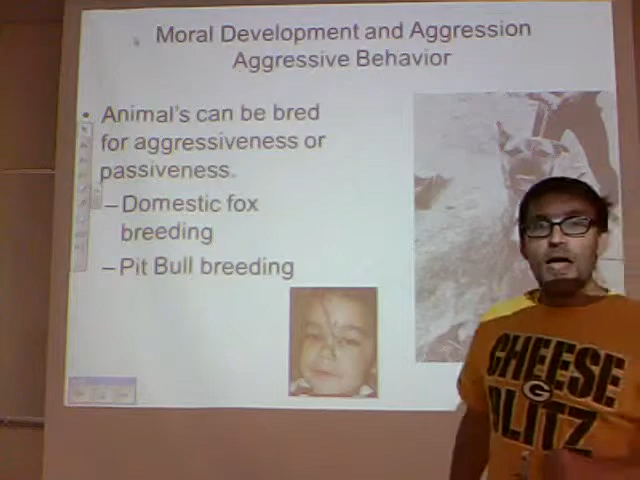 Moral Development and Aggression
Aggressive Behavior
• Animal's can be bred
for aggressiveness or
passiveness.
– Domestic fox
breeding
– Pit Bull breeding
CHEESE
G
BLITZ